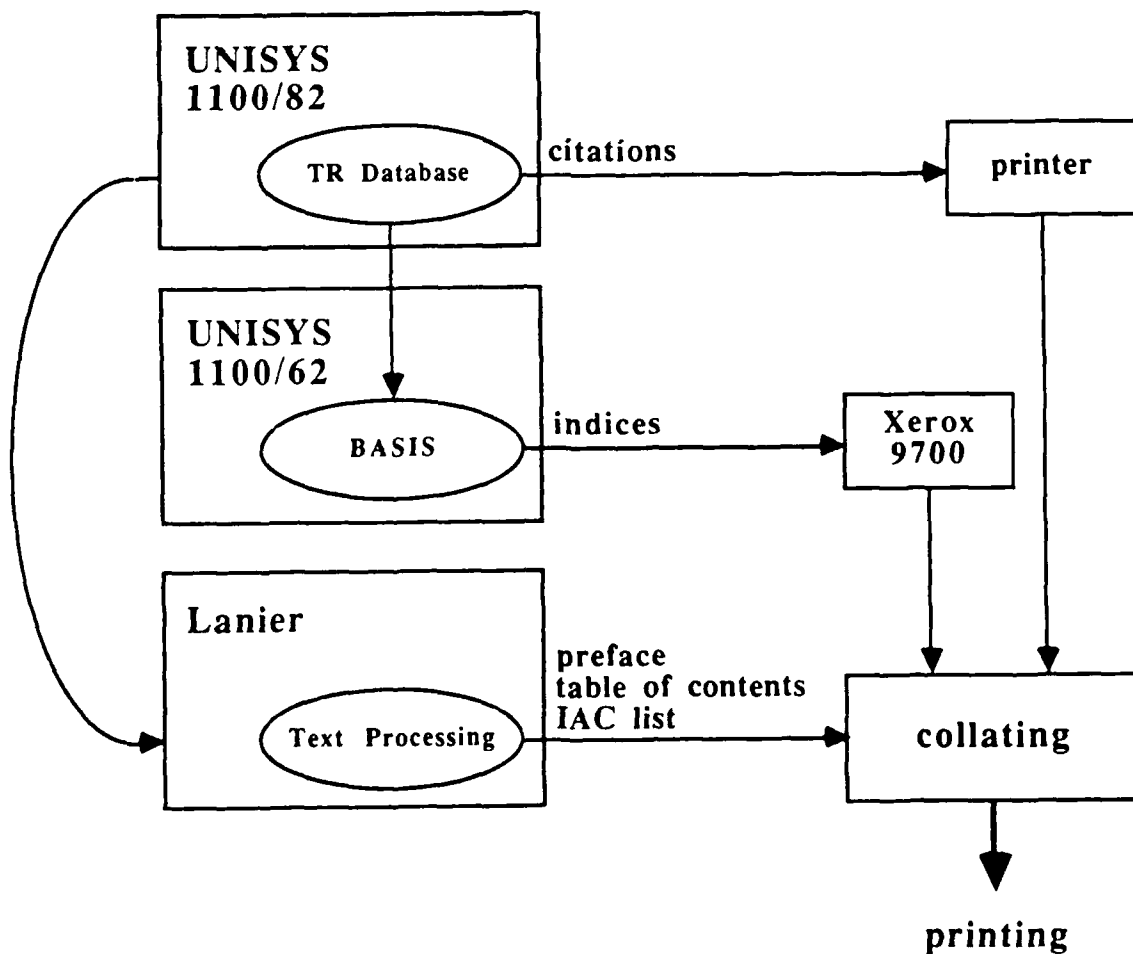 UNISYS
1100/82
TR Database
citations
printer
UNISYS
1100/62
BASIS
indices
Xerox
9700
Lanier
Text Processing
preface
table of contents
IAC list
collating
printing